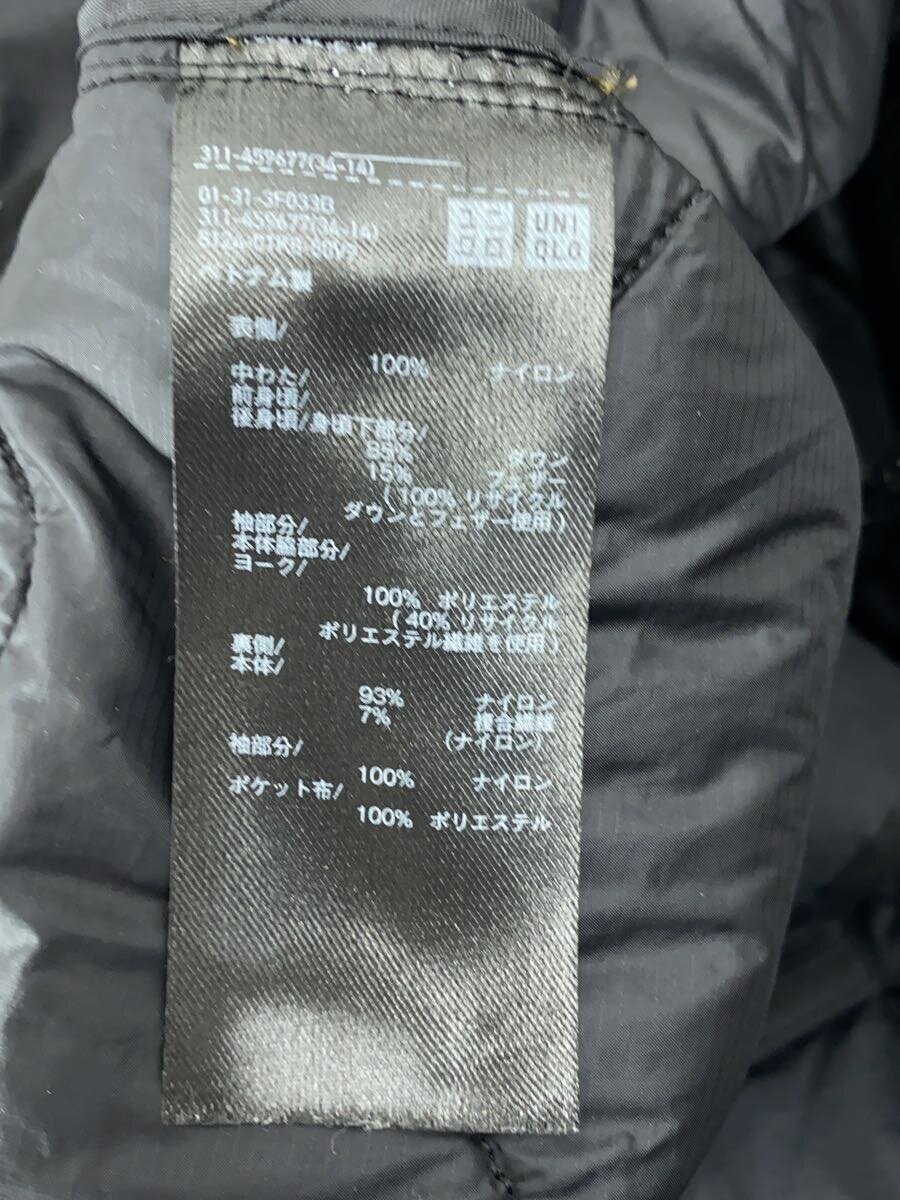 311-459677(34-14)
01-31-3F033B
311-459677(34-14)
ユニ
クロ
UNI
QLO
ベトナム製
表側/
100% ナイロン
中わた/
前身頃/
後身頃/身頃下部分/
85% ダウン
15% フェザー
(100% リサイクル
ダウンとフェザー使用)
袖部分/
本体脇部分/
ヨーク/
100% ポリエステル
(40% リサイクル
ポリエステル繊維を使用)
裏側/
本体/
93% ナイロン
7% 複合繊維
(ナイロン)
袖部分/
100% ナイロン
ポケット布/
100% ポリエステル